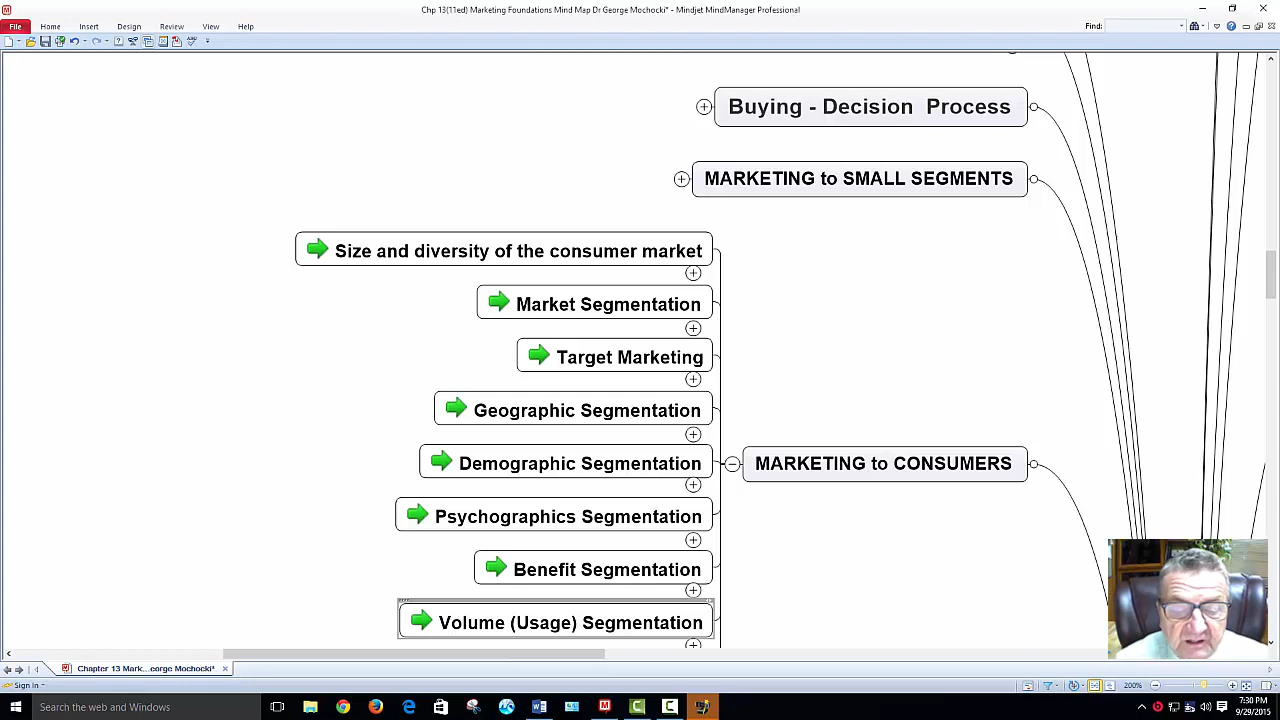 Chp 13(11ed) Marketing Foundations Mind Map Dr George Mochocki* - Mindjet MindManager Professional
File Home Insert Design Review View Help Find:
Buying - Decision Process
MARKETING to SMALL SEGMENTS
Size and diversity of the consumer market
Market Segmentation
Target Marketing
Geographic Segmentation
Demographic Segmentation
MARKETING to CONSUMERS
Psychographics Segmentation
Benefit Segmentation
Volume (Usage) Segmentation
Chapter 13 Mark...eorge Mochocki*
Sign In
200%
Search the web and Windows
7:30 PM
9/29/2015